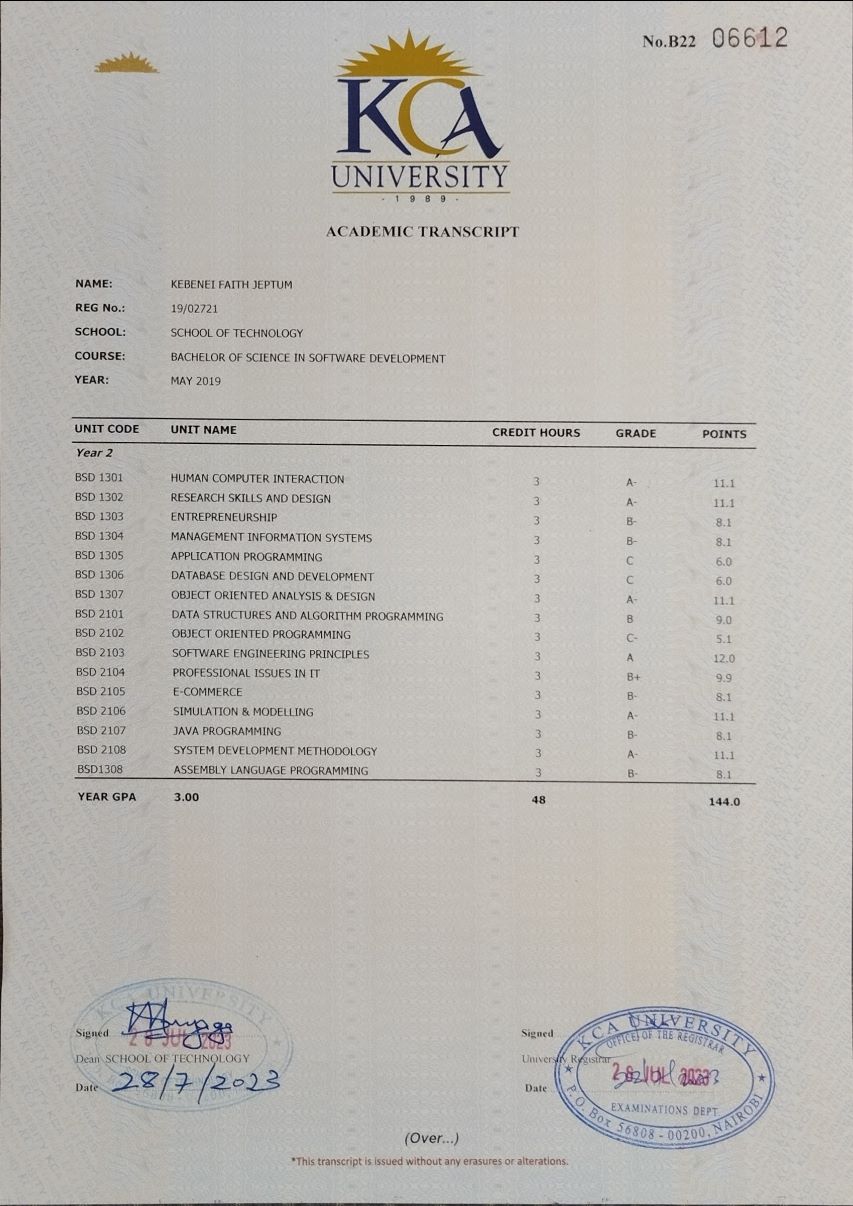 No.B22 06612
KCA
UNIVERSITY
- 1 9 8 9 -
ACADEMIC TRANSCRIPT
NAME: KEBENEI FAITH JEPTUM
REG No.: 19/02721
SCHOOL: SCHOOL OF TECHNOLOGY
COURSE: BACHELOR OF SCIENCE IN SOFTWARE DEVELOPMENT
YEAR: MAY 2019
UNIT CODE UNIT NAME CREDIT HOURS GRADE POINTS
Year 2
BSD 1301 HUMAN COMPUTER INTERACTION 3 A- 11.1
BSD 1302 RESEARCH SKILLS AND DESIGN 3 A- 11.1
BSD 1303 ENTREPRENEURSHIP 3 B- 8.1
BSD 1304 MANAGEMENT INFORMATION SYSTEMS 3 B- 8.1
BSD 1305 APPLICATION PROGRAMMING 3 C 6.0
BSD 1306 DATABASE DESIGN AND DEVELOPMENT 3 C 6.0
BSD 1307 OBJECT ORIENTED ANALYSIS & DESIGN 3 A- 11.1
BSD 2101 DATA STRUCTURES AND ALGORITHM PROGRAMMING 3 B 9.0
BSD 2102 OBJECT ORIENTED PROGRAMMING 3 C- 5.1
BSD 2103 SOFTWARE ENGINEERING PRINCIPLES 3 A 12.0
BSD 2104 PROFESSIONAL ISSUES IN IT 3 B+ 9.9
BSD 2105 E-COMMERCE 3 B- 8.1
BSD 2106 SIMULATION & MODELLING 3 A- 11.1
BSD 2107 JAVA PROGRAMMING 3 B- 8.1
BSD 2108 SYSTEM DEVELOPMENT METHODOLOGY 3 A- 11.1
BSD1308 ASSEMBLY LANGUAGE PROGRAMMING 3 B- 8.1
YEAR GPA 3.00 48 144.0
KCA UNIVERSITY
Signed
28 JUL 2023
Dean SCHOOL OF TECHNOLOGY
Date 28/7/2023
KCA UNIVERSITY
OFFICE OF THE REGISTRAR
Signed
University Registrar
28 JUL 2023
Date
EXAMINATIONS DEPT
P.O. Box 56808 - 00200, NAIROBI
(Over...)
*This transcript is issued without any erasures or alterations.